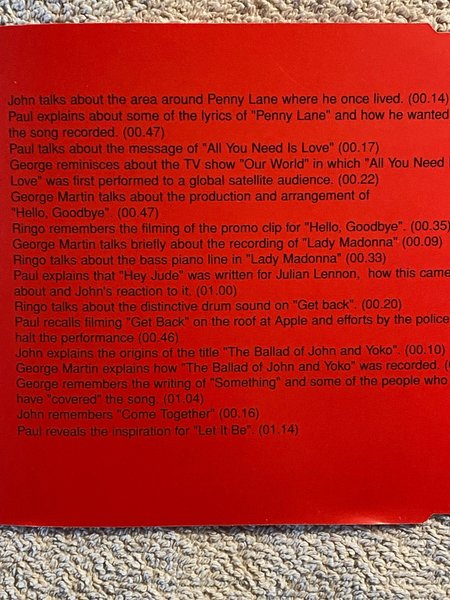 John talks about the area around Penny Lane where he once lived. (00.14)
Paul explains about some of the lyrics of "Penny Lane" and how he wanted
the song recorded. (00.47)
Paul talks about the message of "All You Need Is Love" (00.17)
George reminisces about the TV show "Our World" in which "All You Need I
Love" was first performed to a global satellite audience. (00.22)
George Martin talks about the production and arrangement of
"Hello, Goodbye". (00.47)
Ringo remembers the filming of the promo clip for "Hello, Goodbye". (00.35)
George Martin talks briefly about the recording of "Lady Madonna" (00.09)
Ringo talks about the bass piano line in "Lady Madonna". (00.33)
Paul explains that "Hey Jude" was written for Julian Lennon, how this came
about and John's reaction to it. (01.00)
Ringo talks about the distinctive drum sound on "Get back". (00.20)
Paul recalls filming "Get Back" on the roof at Apple and efforts by the police
halt the performance (00.46)
John explains the origins of the title "The Ballad of John and Yoko". (00.10)
George Martin explains how "The Ballad of John and Yoko" was recorded.
George remembers the writing of "Something" and some of the people who
have "covered" the song. (01.04)
John remembers "Come Together" (00.16)
Paul reveals the inspiration for "Let It Be". (01.14)